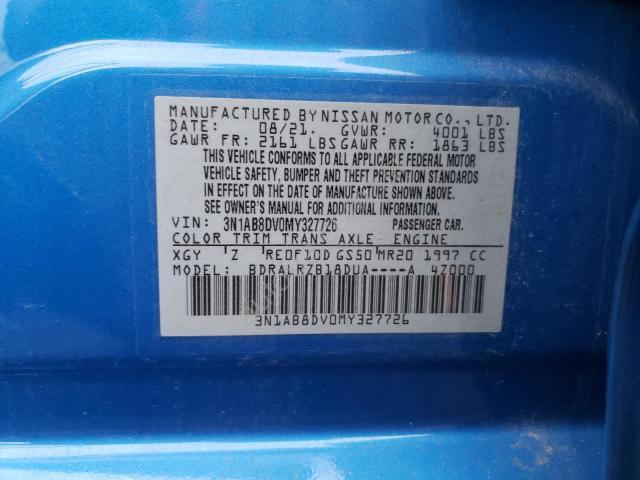 MANUFACTURED BY NISSAN MOTOR CO., LTD.
DATE: 08/21. GVWR: 4001 LBS
GAWR FR: 2161 LBS GAWR RR: 1863 LBS
THIS VEHICLE CONFORMS TO ALL APPLICABLE FEDERAL MOTOR
VEHICLE SAFETY, BUMPER AND THEFT PREVENTION STANDARDS
IN EFFECT ON THE DATE OF MANUFACTURE SHOWN ABOVE.
SEE OWNER'S MANUAL FOR ADDITIONAL INFORMATION.
VIN: 3N1AB8DV0MY327726 PASSENGER CAR.
COLOR TRIM TRANS AXLE ENGINE
XGY Z RE0F10D GS50 MR20 1997 CC
MODEL: BDRALRZB18DUA----A 4Z000
3N1AB8DV0MY327726